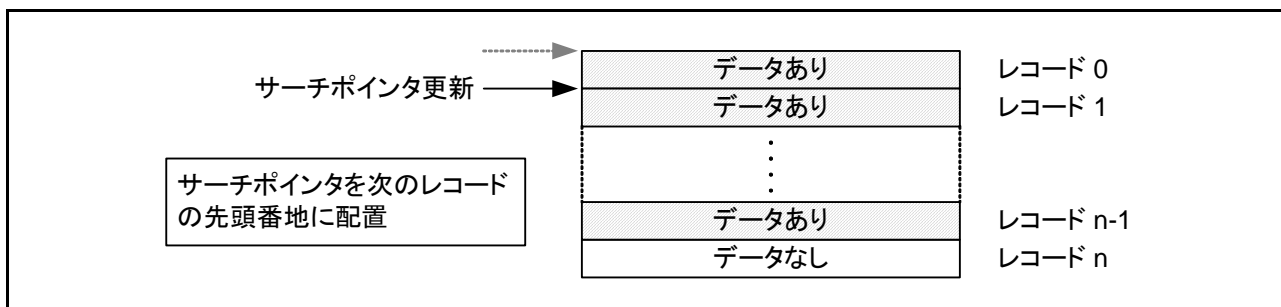 データあり レコード 0
サーチポインタ更新
データあり レコード 1
サーチポインタを次のレコード
の先頭番地に配置
データあり レコード n-1
データなし レコード n